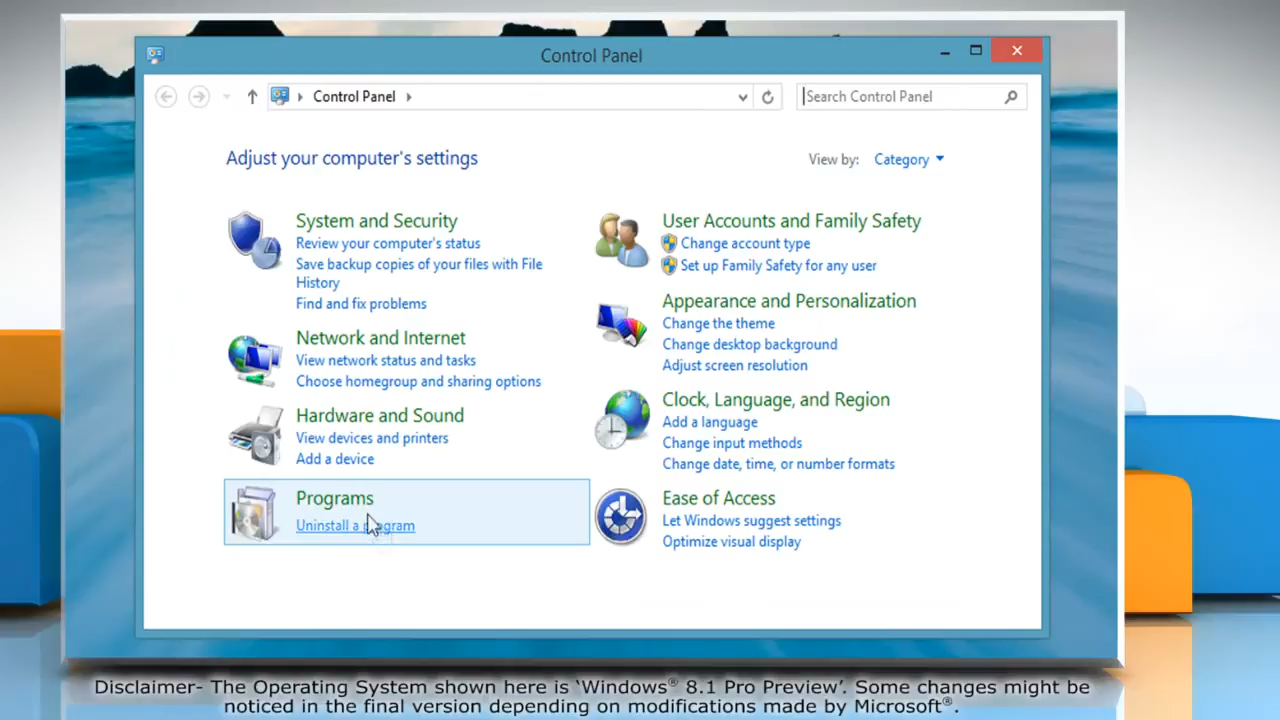 Control Panel
Control Panel
Search Control Panel
Adjust your computer's settings
View by: Category
System and Security
Review your computer's status
Save backup copies of your files with File
History
Find and fix problems
Network and Internet
View network status and tasks
Choose homegroup and sharing options
Hardware and Sound
View devices and printers
Add a device
Programs
Uninstall a program
User Accounts and Family Safety
Change account type
Set up Family Safety for any user
Appearance and Personalization
Change the theme
Change desktop background
Adjust screen resolution
Clock, Language, and Region
Add a language
Change input methods
Change date, time, or number formats
Ease of Access
Let Windows suggest settings
Optimize visual display
Disclaimer- The Operating System shown here is ‘Windows® 8.1 Pro Preview’. Some changes might be
noticed in the final version depending on modifications made by Microsoft®.